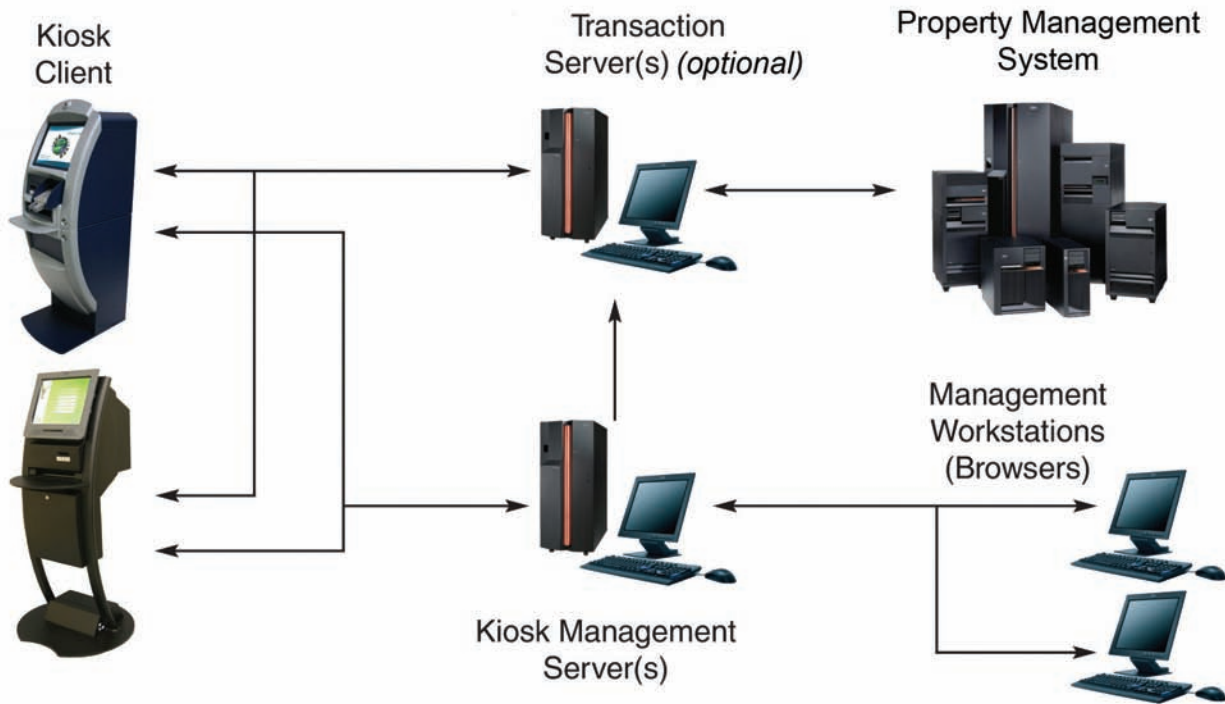 Kiosk
Client
Transaction
Server(s) (optional)
Property Management
System
Management
Workstations
(Browsers)
Kiosk Management
Server(s)